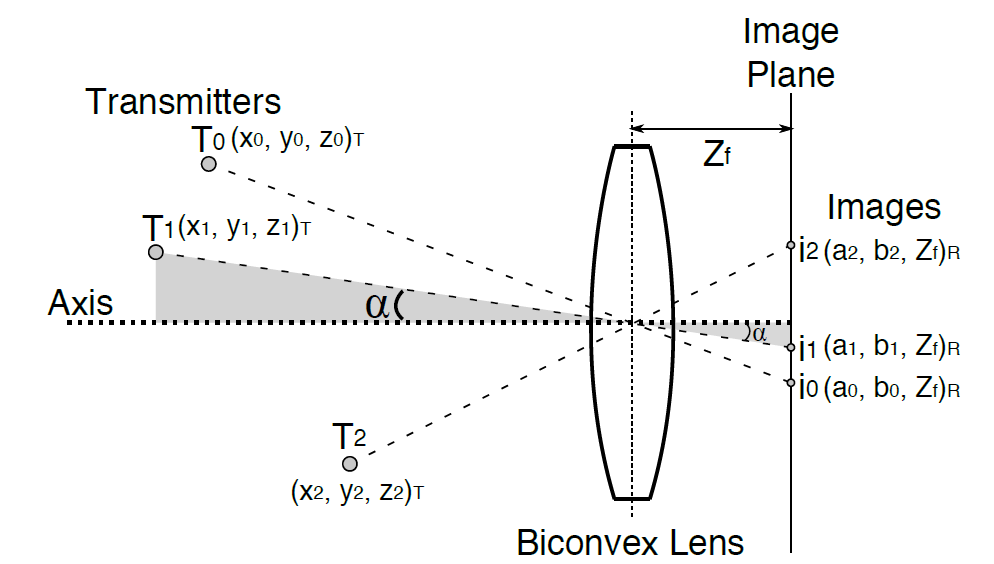 Image
Plane
Transmitters
T0 (x0, y0, z0)T
Zf
T1(x1, y1, z1)T
Images
i2 (a2, b2, Zf)R
Axis
α
α
i1 (a1, b1, Zf)R
i0 (a0, b0, Zf)R
T2
(x2, y2, z2)T
Biconvex Lens